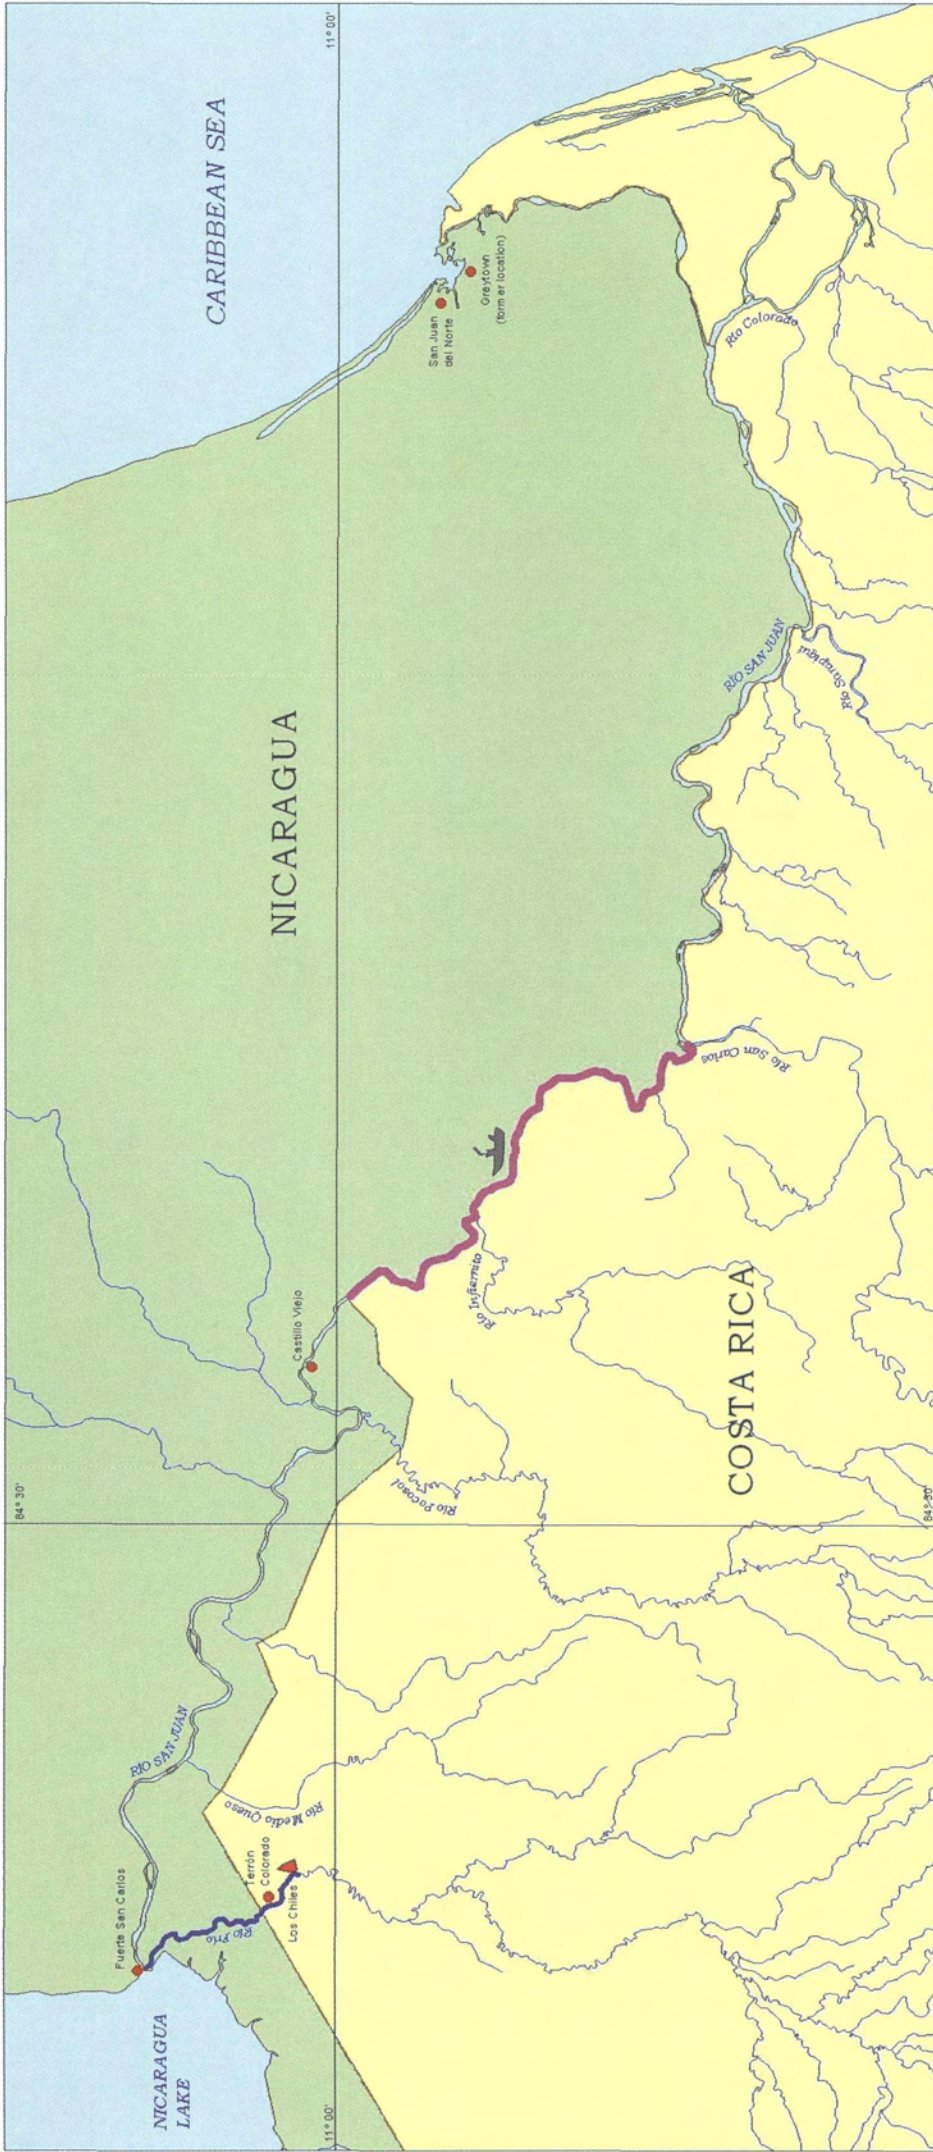 NICARAGUA
LAKE
Fuerte San Carlos
RÍO SAN JUAN
Río Frío
Terrón
Colorado
Los Chiles
Río Medio Queso
11° 00'
84° 30'
Castillo Viejo
Río Pocosol
Río Infiernito
COSTA RICA
84° 30'
NICARAGUA
Río San Carlos
RÍO SAN JUAN
Río Sarapiquí
Río Colorado
San Juan
del Norte
Greytown
(form er location)
CARIBBEAN SEA
11° 00'